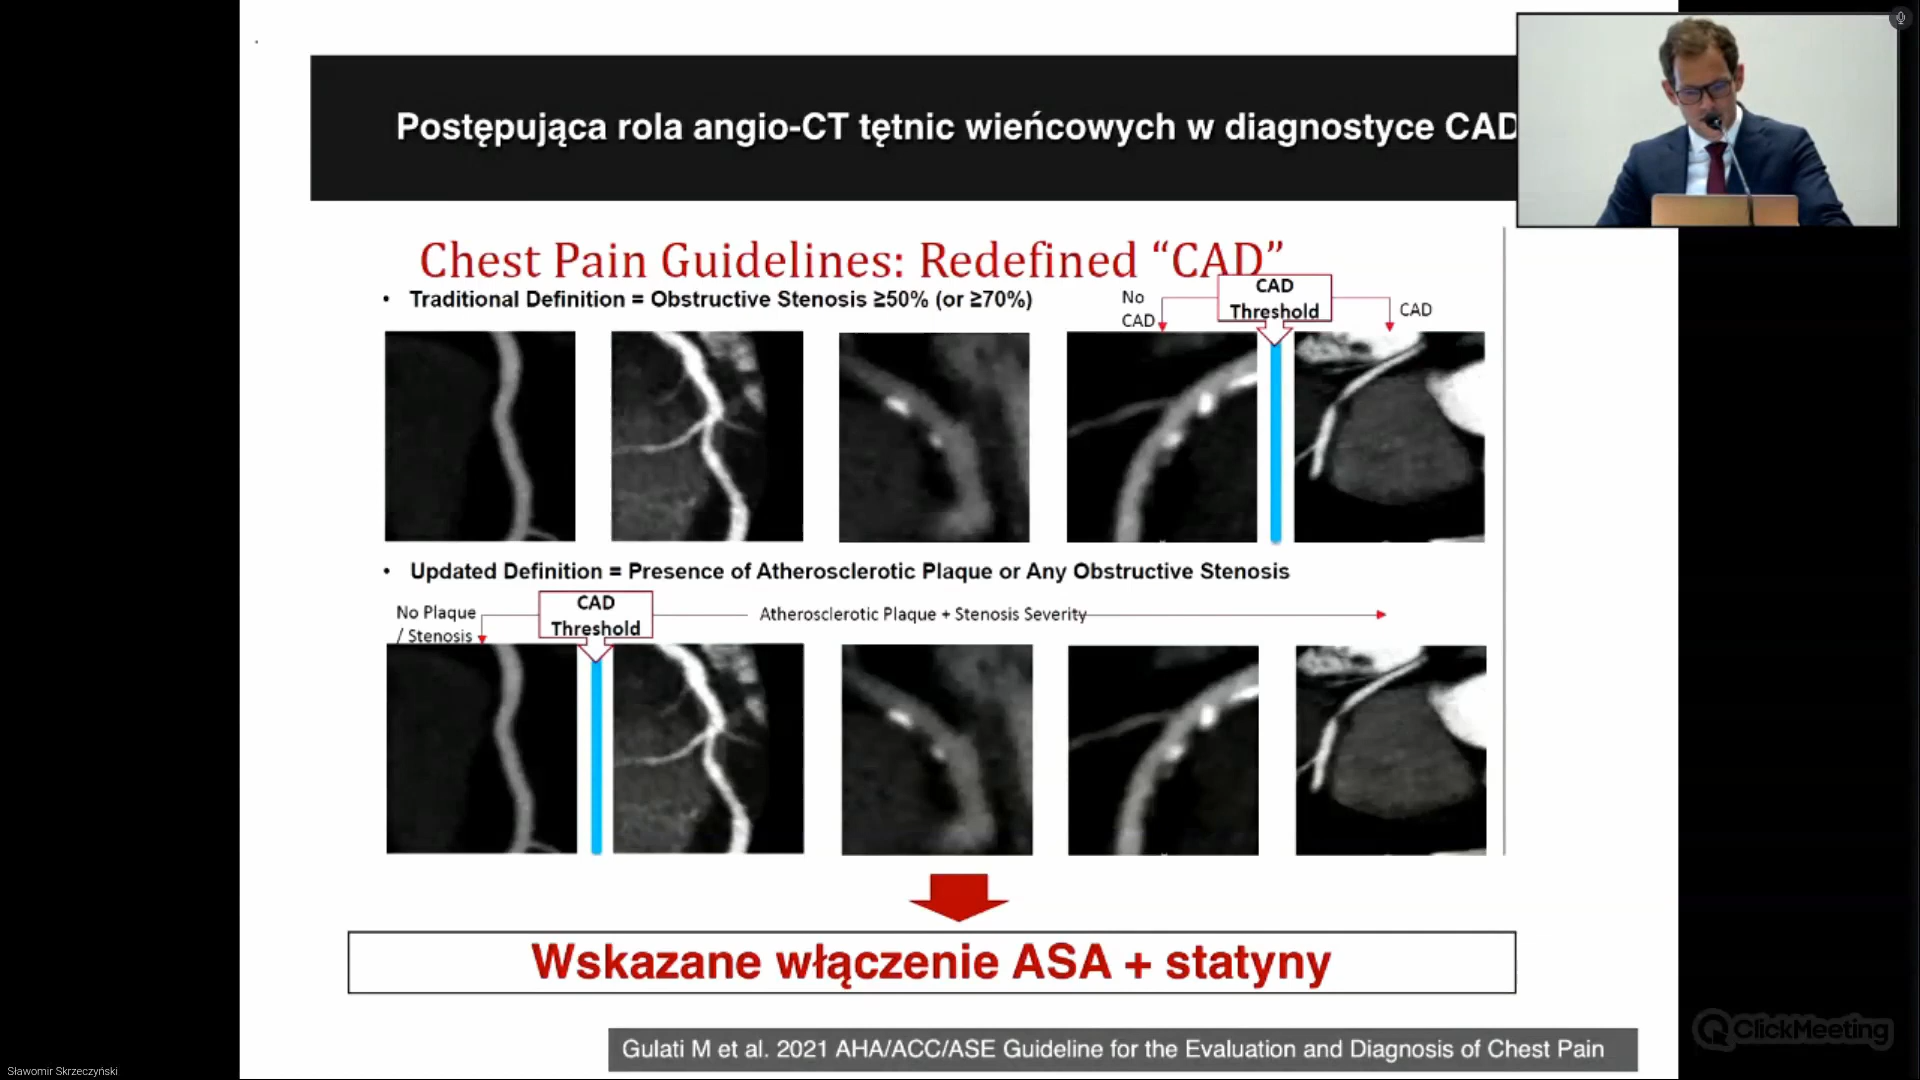 Postępująca rola angio-CT tętnic wieńcowych w diagnostyce CAD
Chest Pain Guidelines: Redefined “CAD”
• Traditional Definition = Obstructive Stenosis ≥50% (or ≥70%)
No
CAD
CAD
Threshold
CAD
• Updated Definition = Presence of Atherosclerotic Plaque or Any Obstructive Stenosis
No Plaque
/ Stenosis
CAD
Threshold
Atherosclerotic Plaque + Stenosis Severity
Wskazane włączenie ASA + statyny
Gulati M et al. 2021 AHA/ACC/ASE Guideline for the Evaluation and Diagnosis of Chest Pain
ClickMeeting
Sławomir Skrzeczyński